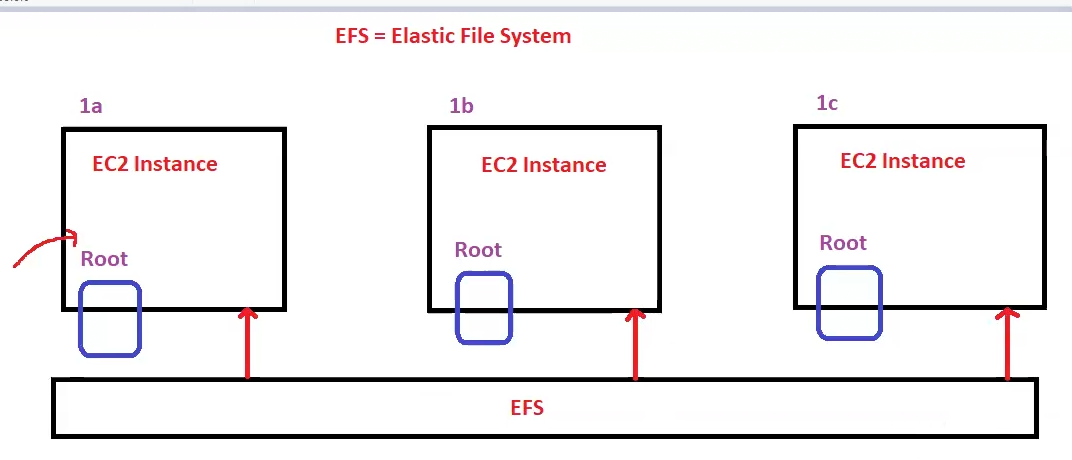 EFS = Elastic File System
1a
1b
1c
EC2 Instance
EC2 Instance
EC2 Instance
Root
Root
Root
EFS